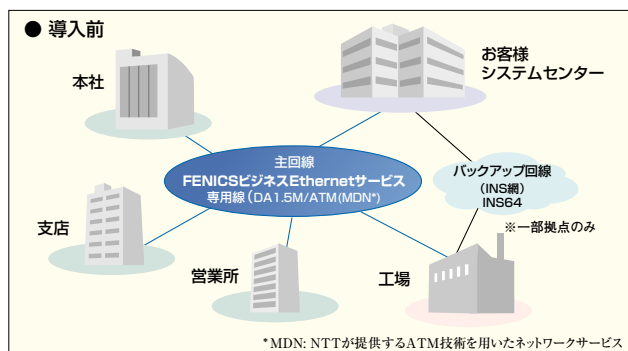 ● 導入前
本社
お客様
システムセンター
主回線
FENICSビジネスEthernetサービス
専用線(DA1.5M/ATM(MDN*)
バックアップ回線
(INS網)
INS64
※一部拠点のみ
支店
営業所
工場
*MDN: NTTが提供するATM技術を用いたネットワークサービス